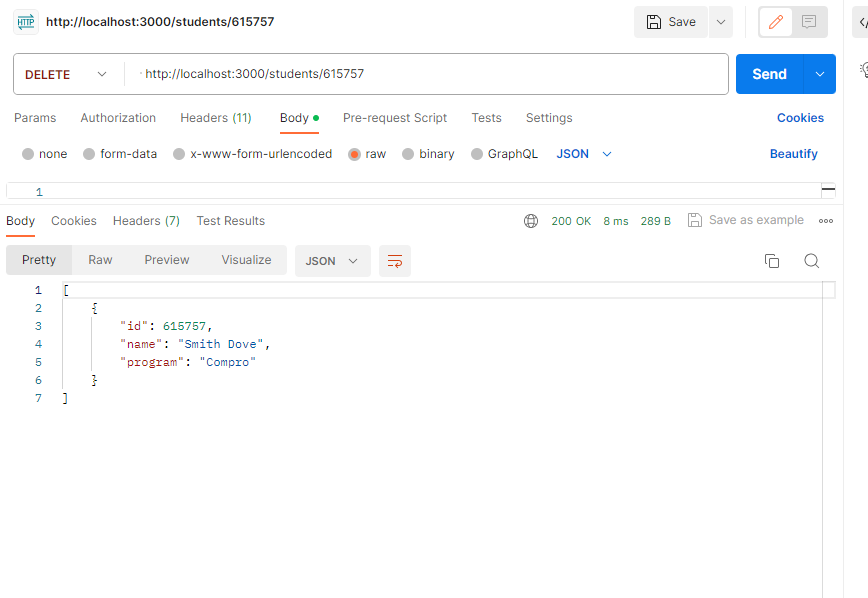 HTTP http://localhost:3000/students/615757 Save
DELETE http://localhost:3000/students/615757 Send
Params Authorization Headers (11) Body Pre-request Script Tests Settings Cookies
none form-data x-www-form-urlencoded raw binary GraphQL JSON Beautify
1
Body Cookies Headers (7) Test Results 200 OK 8 ms 289 B Save as example
Pretty Raw Preview Visualize JSON
1 [
2 {
3 "id": 615757,
4 "name": "Smith Dove",
5 "program": "Compro"
6 }
7 ]